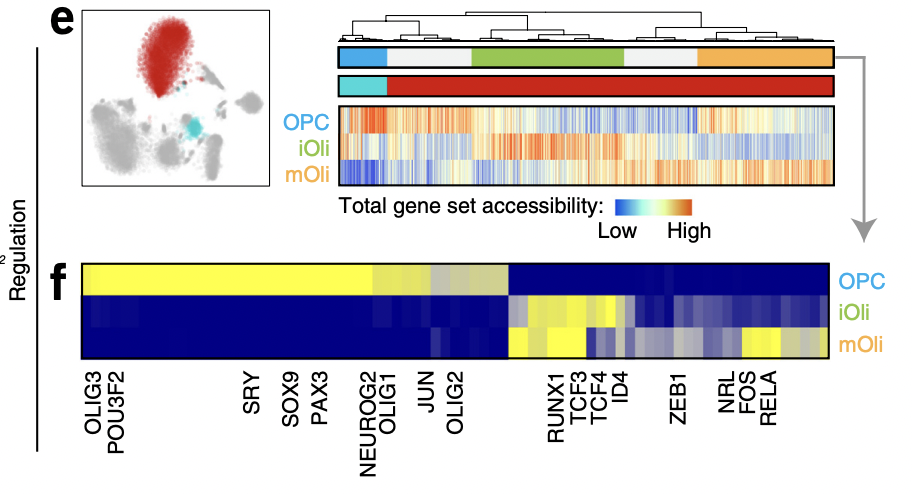 e
OPC
iOli
mOli
Total gene set accessibility:
Low High
2
Regulation
f
OPC
iOli
mOli
OLIG3
POU3F2
SRY
SOX9
PAX3
NEUROG2
OLIG1
JUN
OLIG2
RUNX1
TCF3
TCF4
ID4
ZEB1
NRL
FOS
RELA